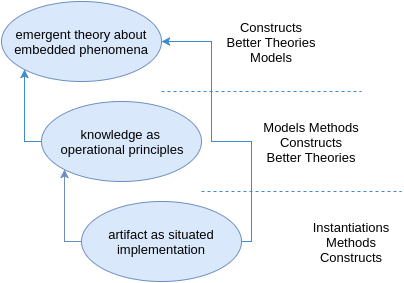 emergent theory about
embedded phenomena
Constructs
Better Theories
Models
knowledge as
operational principles
Models Methods
Constructs
Better Theories
artifact as situated
implementation
Instantiations
Methods
Constructs